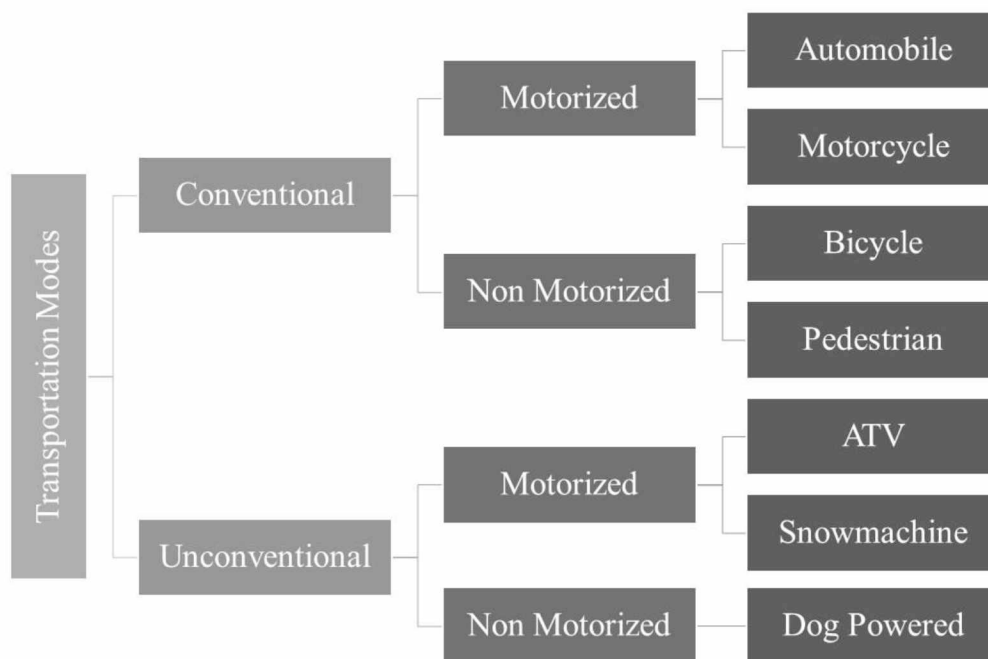 Transportation Modes
Conventional
Motorized
Automobile
Motorcycle
Non Motorized
Bicycle
Pedestrian
Unconventional
Motorized
ATV
Snowmachine
Non Motorized
Dog Powered